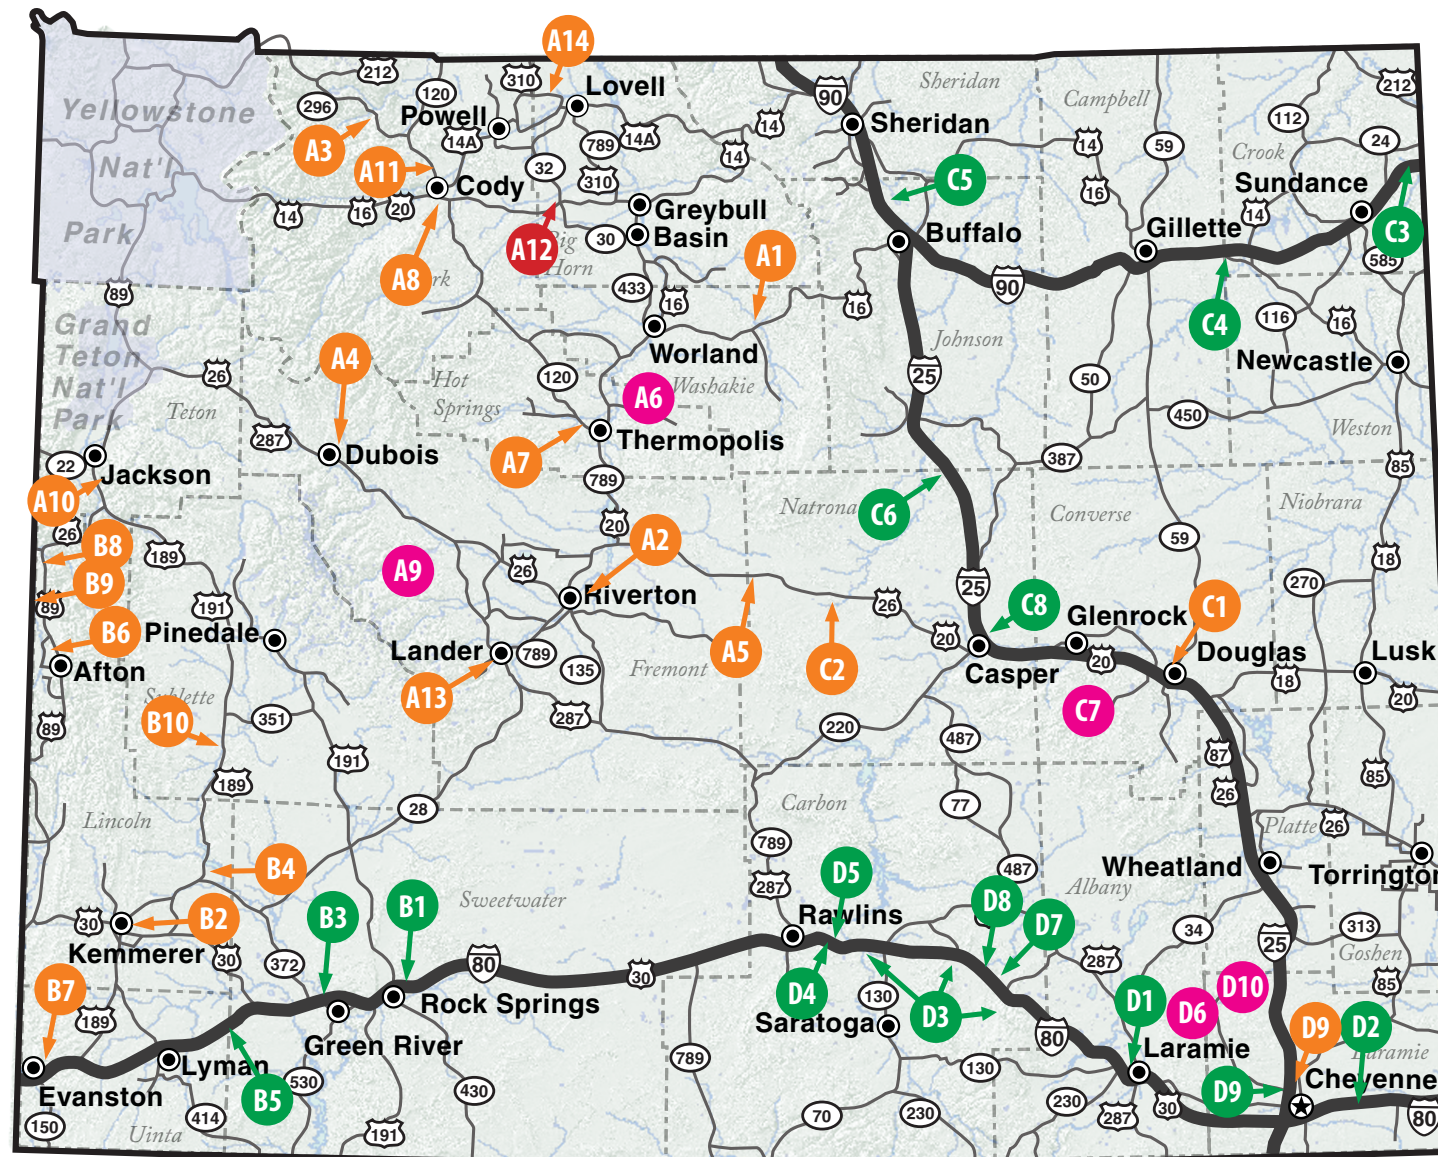 A14
212
310
Lovell
90
Sheridan
212
120
296
Campbell
112
Yellowstone
Powell
14A
789
14A
14
Sheridan
14
59
24
Crook
A3
A11
32
14
Nat'l
310
C5
16
Sundance
Cody
14
16
20
Greybull
14
C3
Park
A12
Big
Horn
30
Basin
A1
Buffalo
Gillette
585
A8
rk
433
16
90
89
16
116
16
C4
Grand
Teton
Nat'l
Park
A4
Worland
Johnson
Newcastle
26
Hot
Springs
120
A6
Washakie
25
50
Teton
450
287
Dubois
A7
Thermopolis
Weston
22
Jackson
387
85
A10
789
Natrona
C6
Converse
Niobrara
26
B8
189
20
A2
59
18
B9
A9
26
270
89
191
Riverton
26
25
C8
Glenrock
C1
B6
Pinedale
Lander
789
135
Fremont
A5
C2
20
20
Douglas
Lusk
Afton
Casper
18
Sublette
A13
C7
20
B10
351
287
220
89
191
487
87
85
189
28
Carbon
77
26
Lincoln
Platte
26
789
Wheatland
Torrington
B4
287
D5
487
Albany
Sweetwater
D8
30
B2
B3
B1
Rawlins
D7
34
313
Kemmerer
30
372
80
30
287
25
Goshen
85
B7
Rock Springs
D4
130
D3
D1
D6
D10
189
Saratoga
80
D9
D2
Green River
Laramie
Laramie
Lyman
789
130
Cheyenne
530
D9
Evanston
B5
430
230
30
150
414
70
230
287
80
Uinta
191